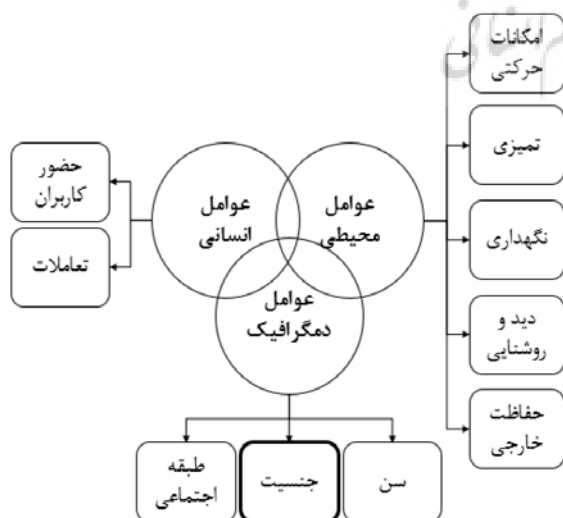 امکانات
حرکتی
تمیزی
نگهداری
دید و
روشنایی
حفاظت
خارجی
عوامل
محیطی
عوامل
انسانی
عوامل
دمگرافیک
حضور
کاربران
تعاملات
سن
جنسیت
طبقه
اجتماعی